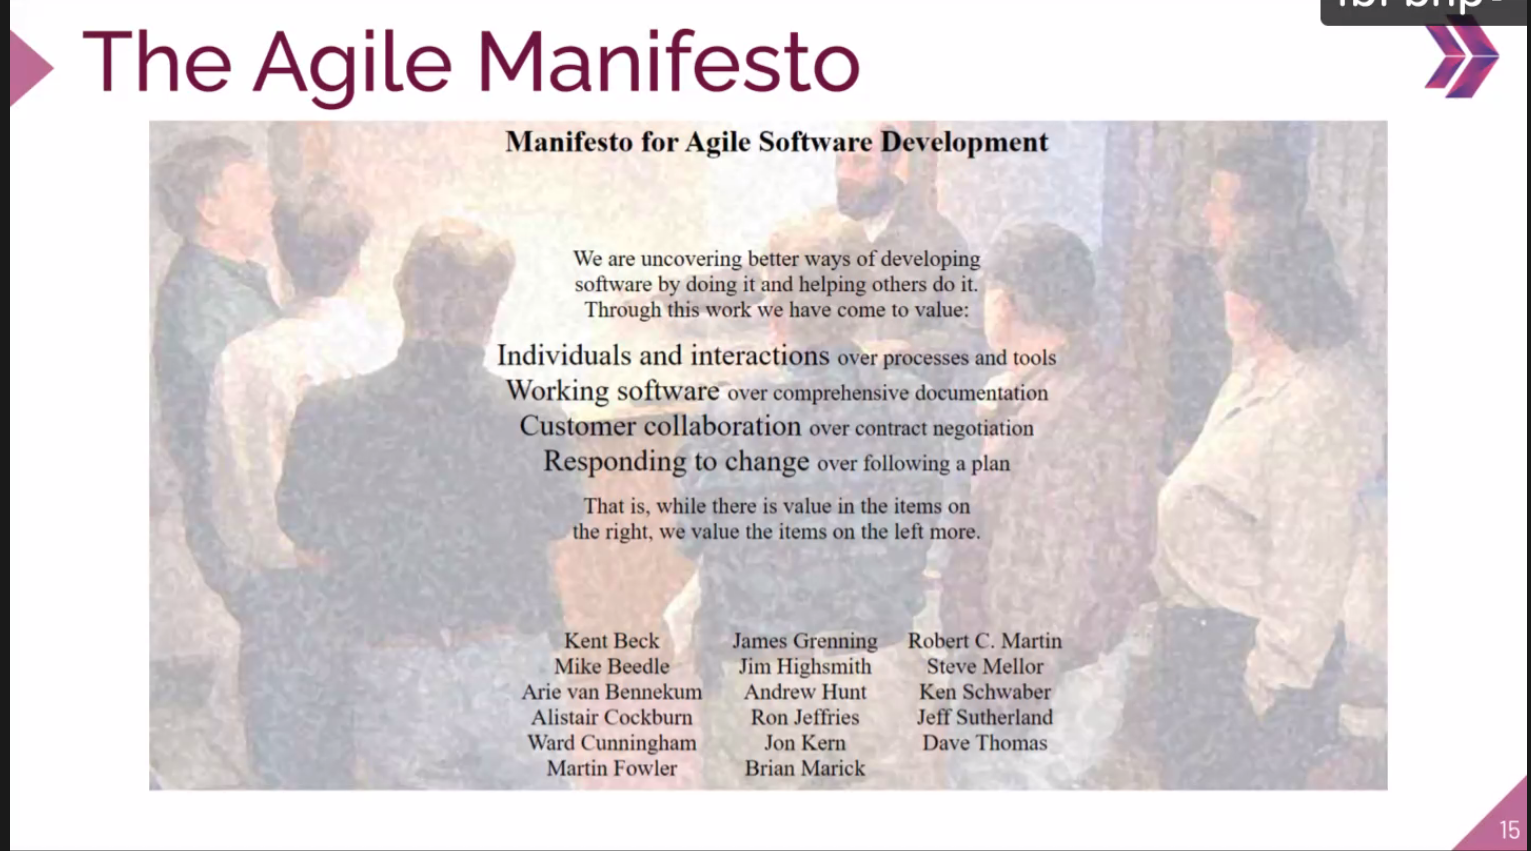 The Agile Manifesto
Manifesto for Agile Software Development
We are uncovering better ways of developing
software by doing it and helping others do it.
Through this work we have come to value:
Individuals and interactions over processes and tools
Working software over comprehensive documentation
Customer collaboration over contract negotiation
Responding to change over following a plan
That is, while there is value in the items on
the right, we value the items on the left more.
Kent Beck James Grenning Robert C. Martin
Mike Beedle Jim Highsmith Steve Mellor
Arie van Bennekum Andrew Hunt Ken Schwaber
Alistair Cockburn Ron Jeffries Jeff Sutherland
Ward Cunningham Jon Kern Dave Thomas
Martin Fowler Brian Marick
15